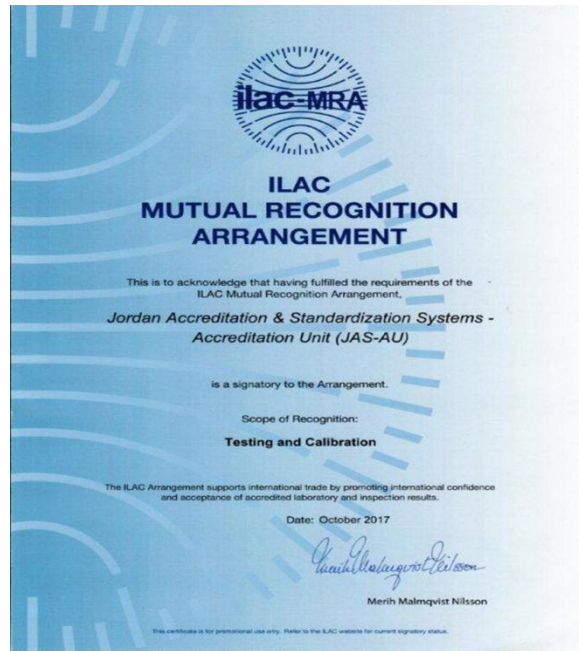 ilac-MRA
ILAC
MUTUAL RECOGNITION
ARRANGEMENT
This is to acknowledge that having fulfilled the requirements of the
ILAC Mutual Recognition Arrangement,
Jordan Accreditation & Standardization Systems -
Accreditation Unit (JAS-AU)
is a signatory to the Arrangement.
Scope of Recognition:
Testing and Calibration
The ILAC Arrangement supports international trade by promoting international confidence
and acceptance of accredited laboratory and inspection results.
Date: October 2017
Merih Malmqvist Nilsson
Merih Malmqvist Nilsson
This certificate is for promotional use only. Refer to the ILAC website for current signatory status.